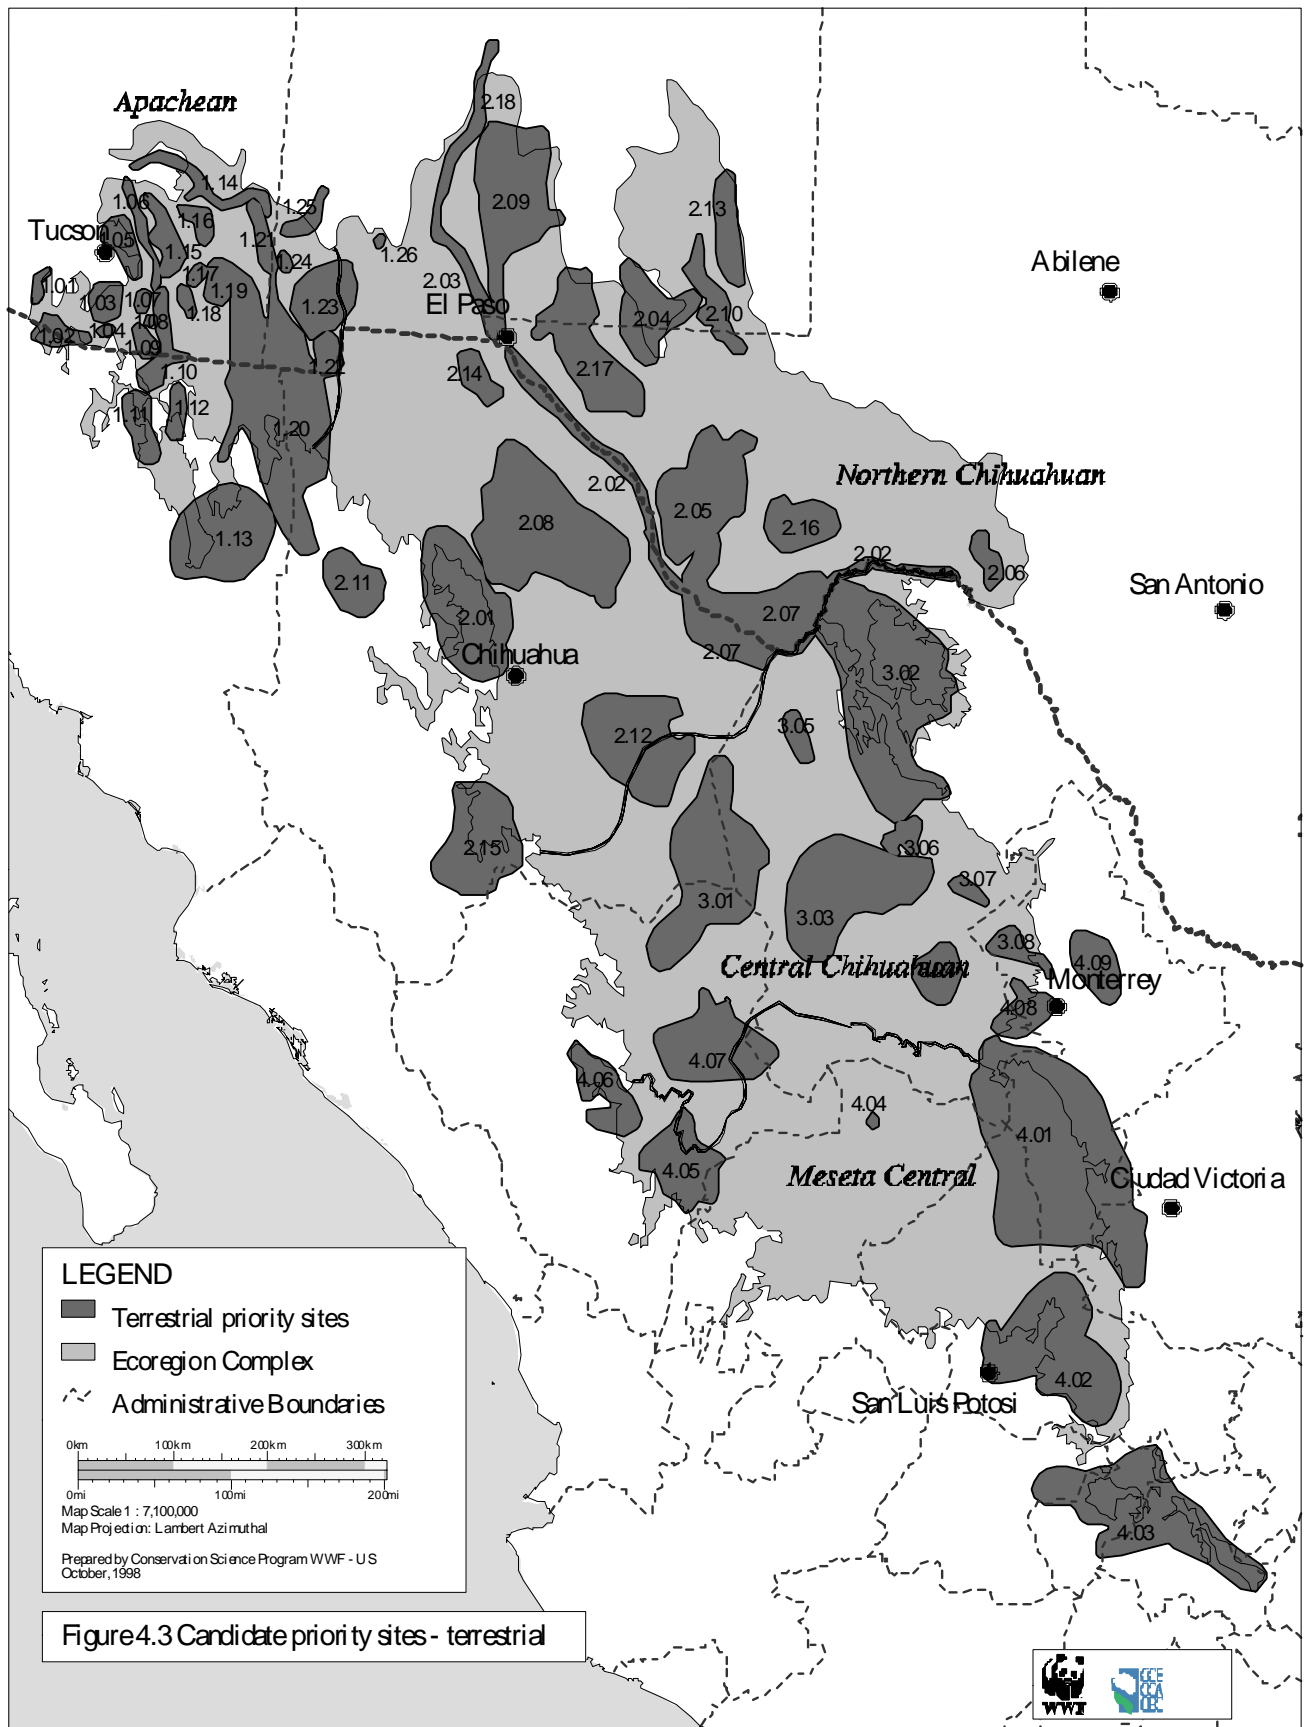 Apachean
2.18
1.14
1.06
1.25
1.16
2.09
2.13
Tucson
1.05
1.15
1.21
1.26
1.24
1.17
2.03
Abilene
1.01
1.03
1.07
1.19
1.23
El Paso
1.18
2.04
2.10
1.04
1.08
1.02
1.09
1.22
1.10
2.14
2.17
1.11
1.12
1.20
Northern Chihuahuan
2.02
2.05
2.08
2.16
1.13
2.02
2.06
2.11
San Antonio
2.01
2.07
Chihuahua
2.07
3.02
3.05
2.12
2.15
3.06
3.07
3.01
3.03
3.08
Central Chihuahuan
4.09
Monterrey
4.08
4.07
4.06
4.04
4.01
Meseta Central
4.05
Ciudad Victoria
4.02
San Luis Potosi
4.03
LEGEND
Terrestrial priority sites
Ecoregion Complex
Administrative Boundaries
0km 100km 200km 300km
0mi 100mi 200mi
Map Scale 1 : 7,100,000
Map Projection: Lambert Azimuthal
Prepared by Conservation Science Program WWF - US
October, 1998
Figure 4.3 Candidate priority sites - terrestrial
WWF
CCE
CCA
CEC